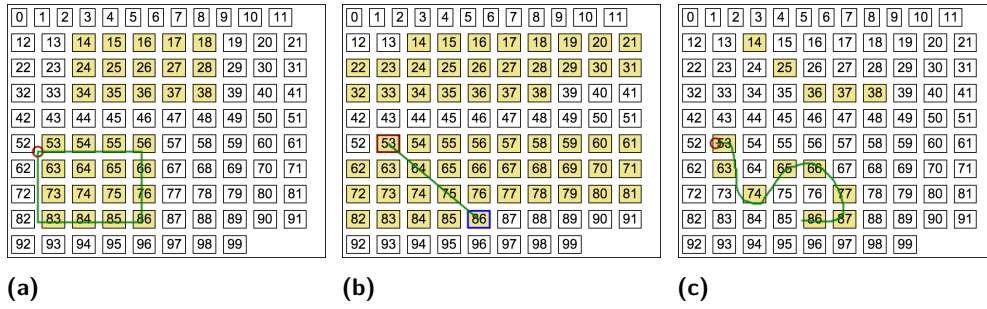 0 1 2 3 4 5 6 7 8 9 10 11
12 13 14 15 16 17 18 19 20 21
22 23 24 25 26 27 28 29 30 31
32 33 34 35 36 37 38 39 40 41
42 43 44 45 46 47 48 49 50 51
52 53 54 55 56 57 58 59 60 61
62 63 64 65 66 67 68 69 70 71
72 73 74 75 76 77 78 79 80 81
82 83 84 85 86 87 88 89 90 91
92 93 94 95 96 97 98 99
(a)
0 1 2 3 4 5 6 7 8 9 10 11
12 13 14 15 16 17 18 19 20 21
22 23 24 25 26 27 28 29 30 31
32 33 34 35 36 37 38 39 40 41
42 43 44 45 46 47 48 49 50 51
52 53 54 55 56 57 58 59 60 61
62 63 64 65 66 67 68 69 70 71
72 73 74 75 76 77 78 79 80 81
82 83 84 85 86 87 88 89 90 91
92 93 94 95 96 97 98 99
(b)
0 1 2 3 4 5 6 7 8 9 10 11
12 13 14 15 16 17 18 19 20 21
22 23 24 25 26 27 28 29 30 31
32 33 34 35 36 37 38 39 40 41
42 43 44 45 46 47 48 49 50 51
52 53 54 55 56 57 58 59 60 61
62 63 64 65 66 67 68 69 70 71
72 73 74 75 76 77 78 79 80 81
82 83 84 85 86 87 88 89 90 91
92 93 94 95 96 97 98 99
(c)